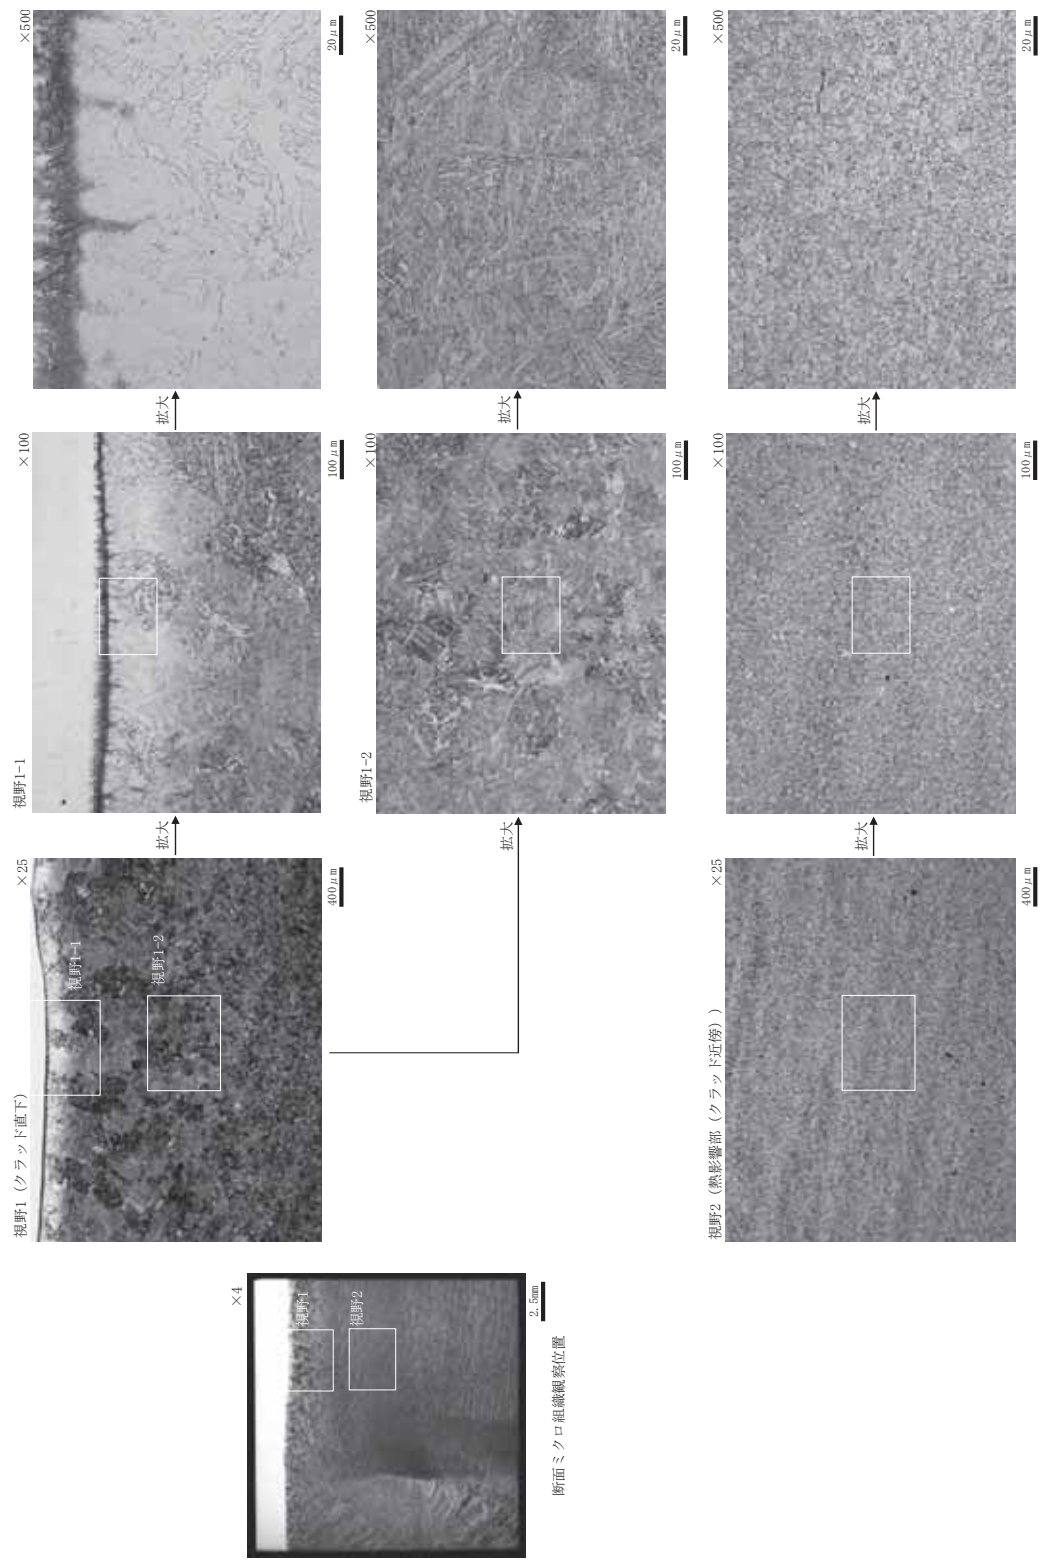 ×4
視野1
視野2
2.5mm
断面ミクロ組織観察位置
視野1 (クラッド直下)
×25
視野1-1
視野1-2
400μm
拡大
視野1-1
×100
100μm
拡大
×500
20μm
拡大
視野1-2
×100
100μm
拡大
×500
20μm
視野2 (熱影響部 (クラッド近傍))
×25
400μm
拡大
×100
100μm
拡大
×500
20μm